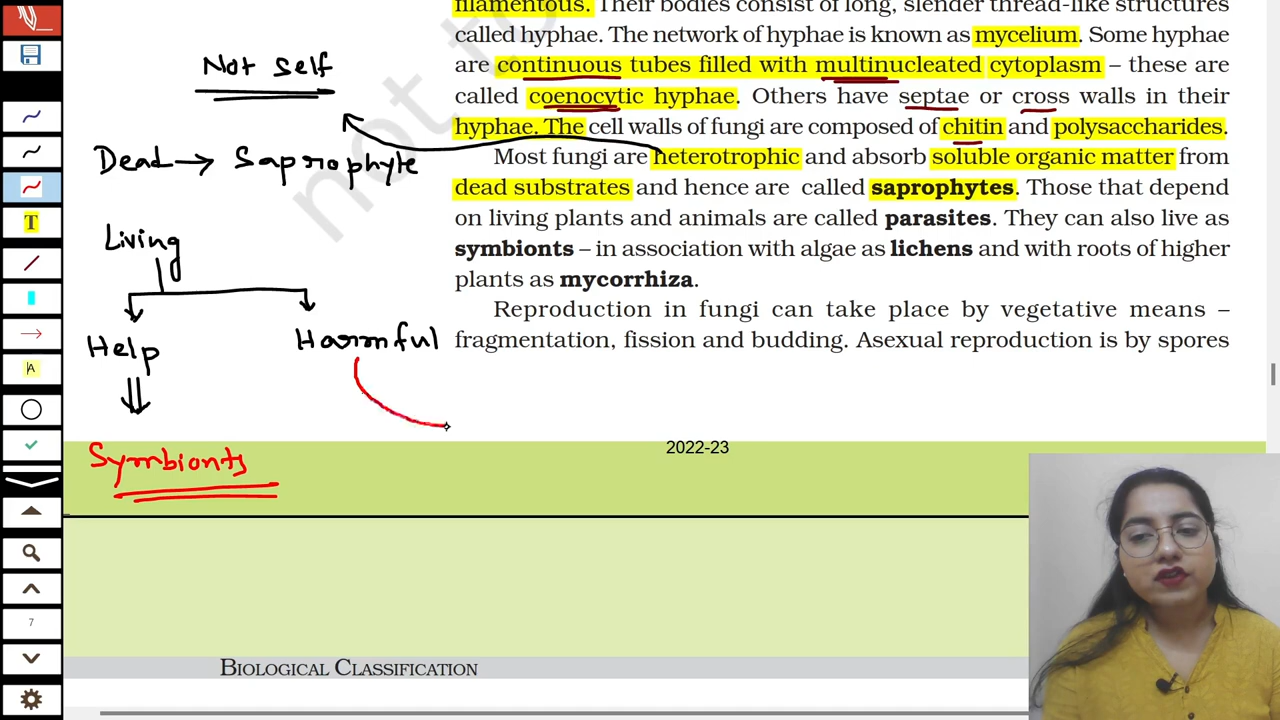 filamentous. Their bodies consist of long, slender thread-like structures
called hyphae. The network of hyphae is known as mycelium. Some hyphae
are continuous tubes filled with multinucleated cytoplasm – these are
called coenocytic hyphae. Others have septae or cross walls in their
hyphae. The cell walls of fungi are composed of chitin and polysaccharides.
Most fungi are heterotrophic and absorb soluble organic matter from
dead substrates and hence are called saprophytes. Those that depend
on living plants and animals are called parasites. They can also live as
symbionts – in association with algae as lichens and with roots of higher
plants as mycorrhiza.
Reproduction in fungi can take place by vegetative means –
fragmentation, fission and budding. Asexual reproduction is by spores
Not self
Dead → Saprophyte
Living
Help
Harmful
Symbionts
not to
2022-23
BIOLOGICAL CLASSIFICATION
T
A
7